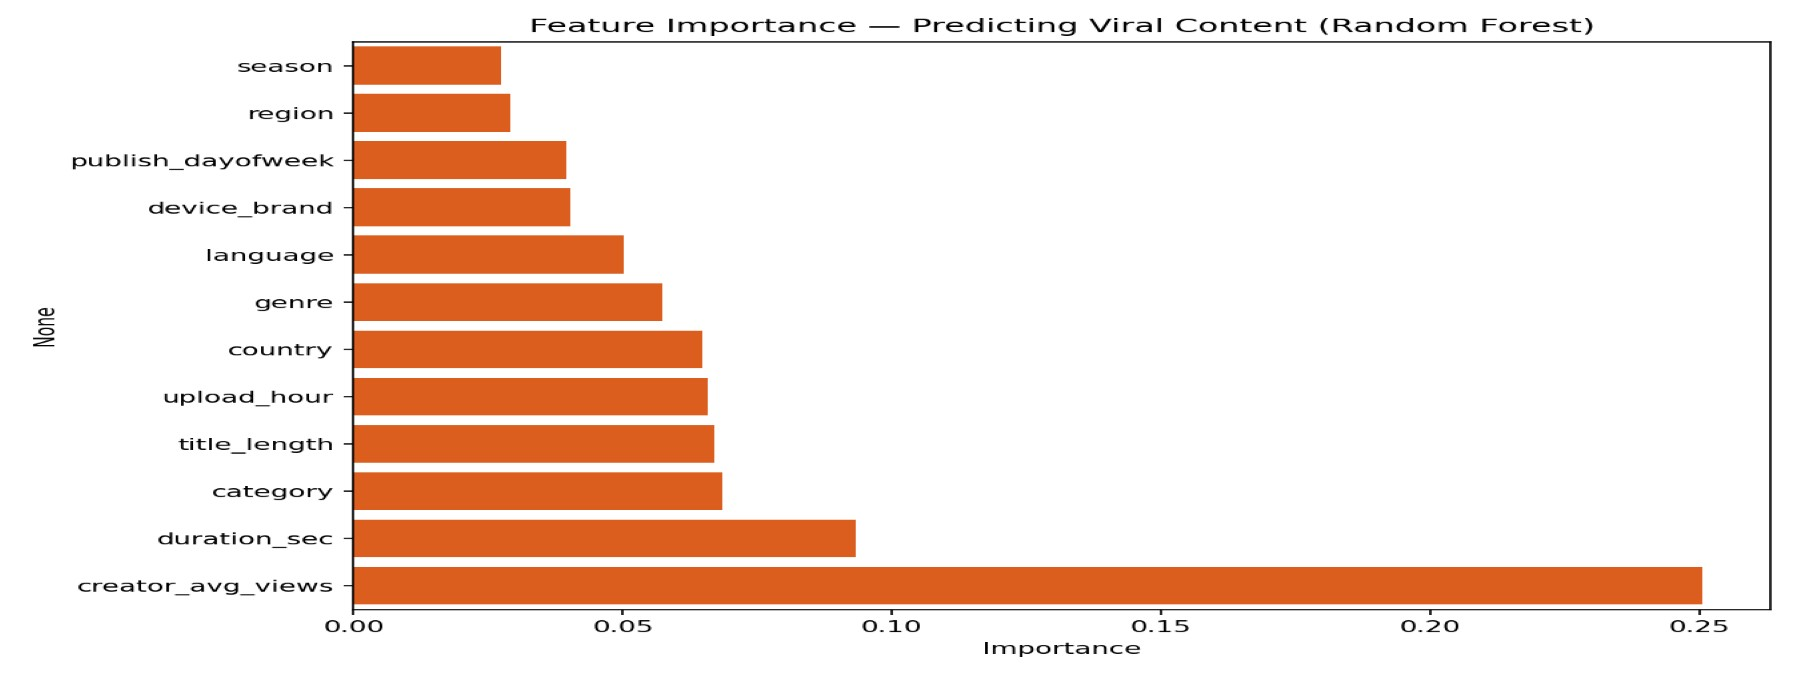 Feature Importance — Predicting Viral Content (Random Forest)
season
region
publish_dayofweek
device_brand
language
genre
country
upload_hour
title_length
category
duration_sec
creator_avg_views
None
0.00 0.05 0.10 0.15 0.20 0.25
Importance